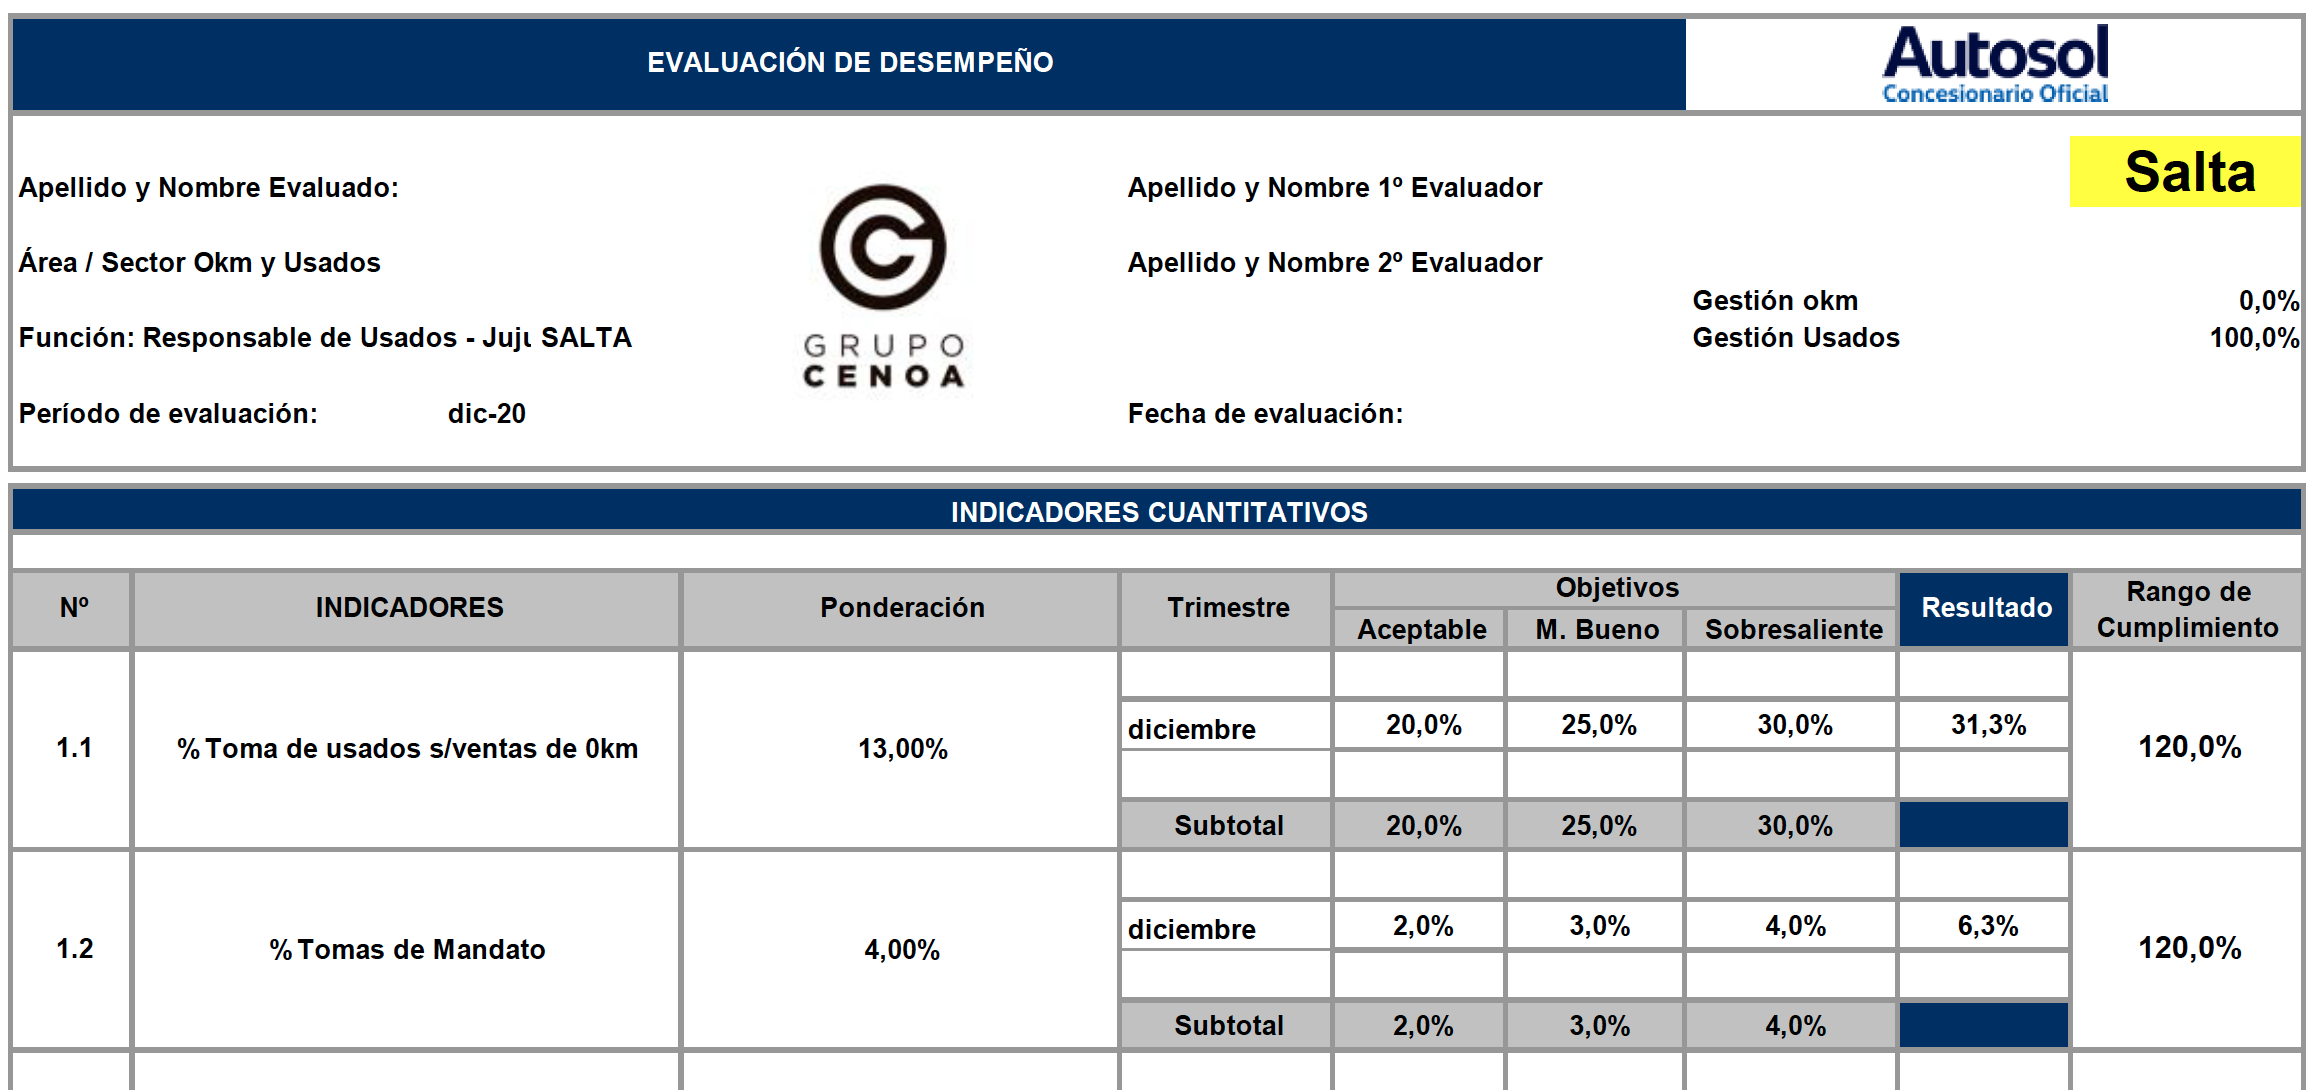 EVALUACIÓN DE DESEMPEÑO
Autosol
Concesionario Oficial
Salta
Apellido y Nombre Evaluado:
Apellido y Nombre 1º Evaluador
Área / Sector Okm y Usados
Apellido y Nombre 2º Evaluador
Gestión okm 0,0%
Función: Responsable de Usados - Juju SALTA
Gestión Usados 100,0%
GRUPO
CENOA
Período de evaluación: dic-20
Fecha de evaluación:
INDICADORES CUANTITATIVOS
Nº INDICADORES Ponderación Trimestre Objetivos Resultado Rango de Cumplimiento
Aceptable M. Bueno Sobresaliente
1.1 % Toma de usados s/ventas de 0km 13,00% diciembre 20,0% 25,0% 30,0% 31,3% 120,0%
Subtotal 20,0% 25,0% 30,0%
1.2 % Tomas de Mandato 4,00% diciembre 2,0% 3,0% 4,0% 6,3% 120,0%
Subtotal 2,0% 3,0% 4,0%